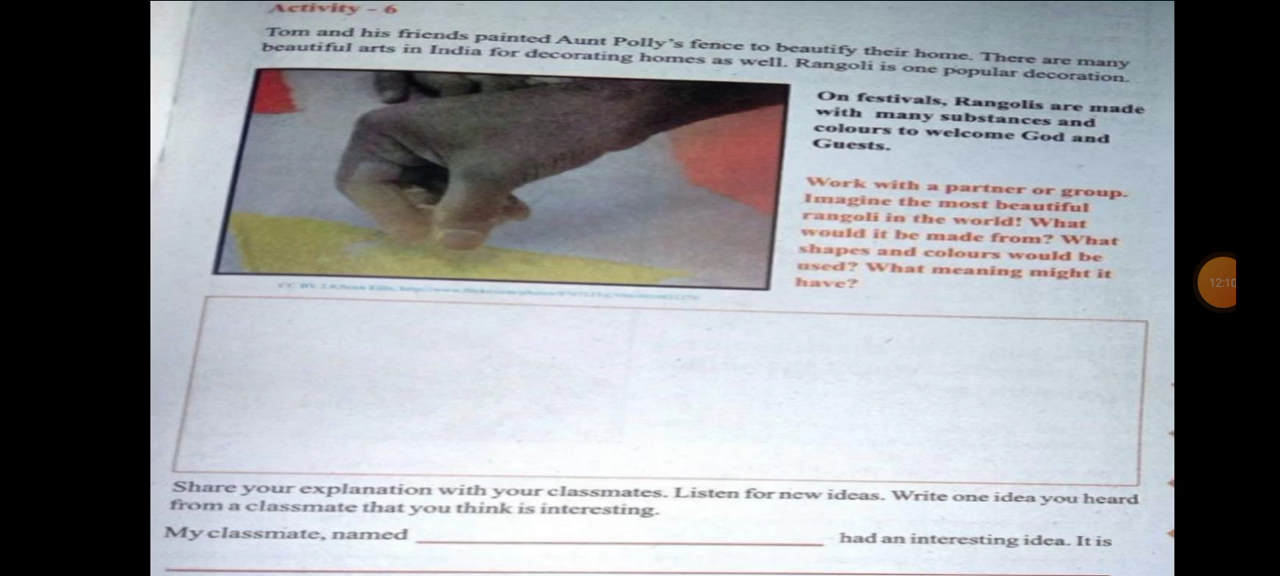 Activity - 6
Tom and his friends painted Aunt Polly's fence to beautify their home. There are many
beautiful arts in India for decorating homes as well. Rangoli is one popular decoration.
On festivals, Rangolis are made
with many substances and
colours to welcome God and
Guests.
Work with a partner or group.
Imagine the most beautiful
rangoli in the world! What
would it be made from? What
shapes and colours would be
used? What meaning might it
have?
Share your explanation with your classmates. Listen for new ideas. Write one idea you heard
from a classmate that you think is interesting.
My classmate, named had an interesting idea. It is
12:10